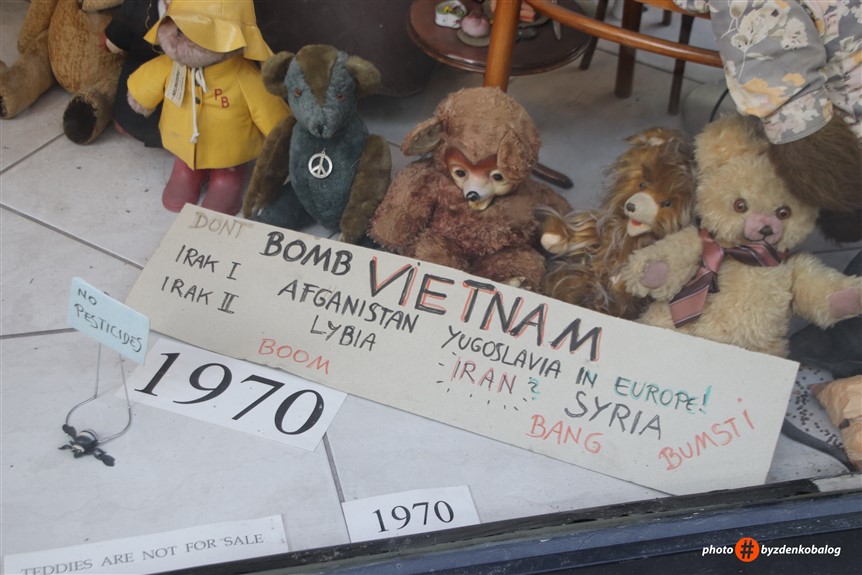 PB
DONT BOMB VIETNAM
IRAK I AFGANISTAN YUGOSLAVIA IN EUROPE!
IRAK II LYBIA IRAN? SYRIA
BOOM BANG BUMSTI
NO
PESTICIDES
1970
1970
TEDDIES ARE NOT FOR SALE
photo # byzdenkobalog